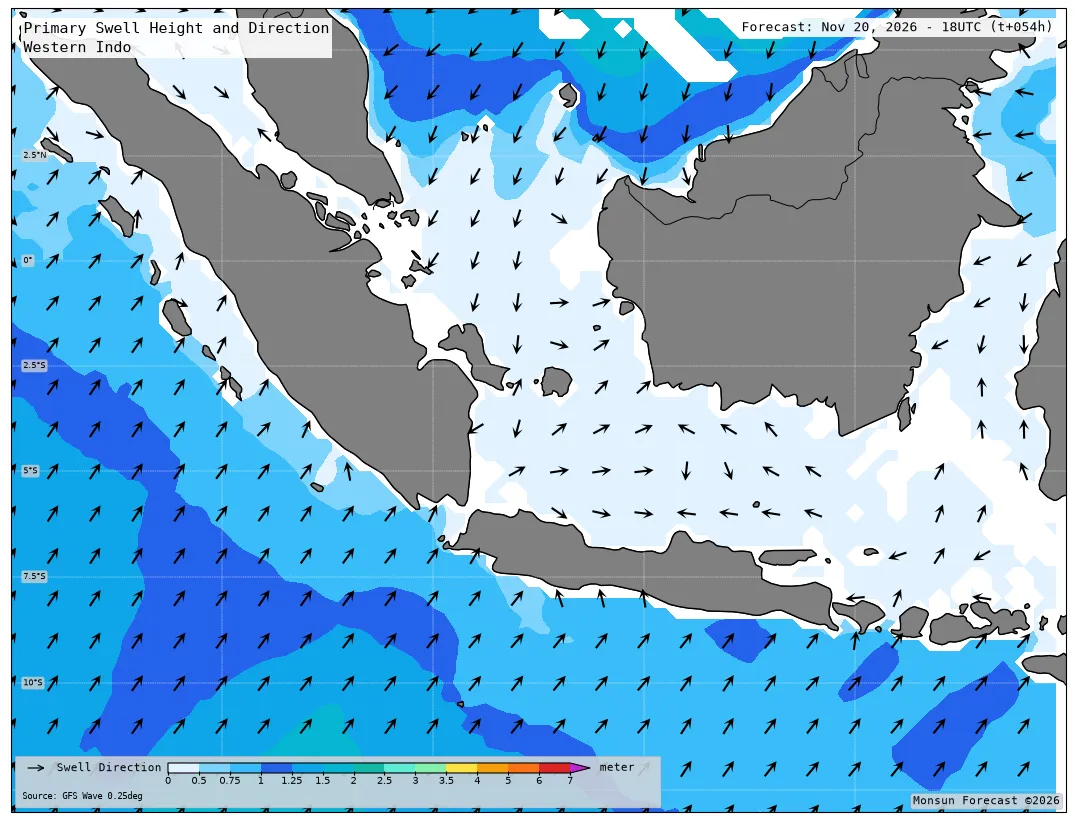 Primary Swell Height and Direction
Western Indo
Forecast: Nov 20, 2026 - 18UTC (t+054h)
2.5°N
0°
2.5°S
5°S
7.5°S
10°S
Swell Direction
0 0.5 0.75 1 1.25 1.5 2 2.5 3 3.5 4 5 6 7
meter
Source: GFS Wave 0.25deg
Monsun Forecast ©2026